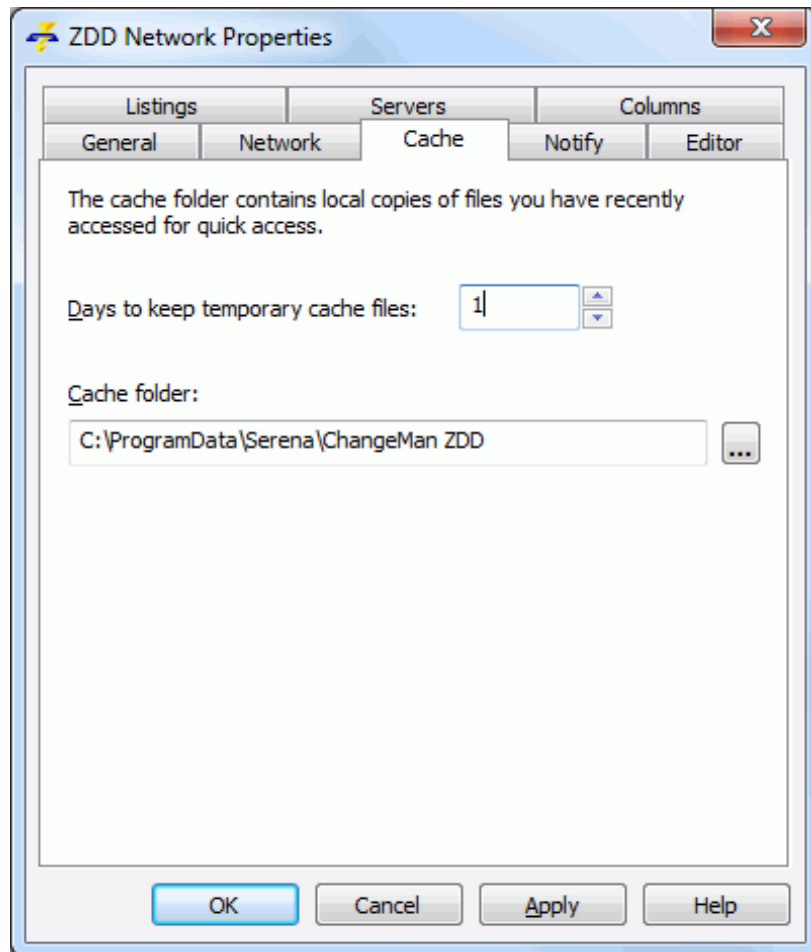 ZDD Network Properties
Listings Servers Columns
General Network Cache Notify Editor
The cache folder contains local copies of files you have recently
accessed for quick access.
Days to keep temporary cache files: 1
Cache folder:
C:\ProgramData\Serena\ChangeMan ZDD
...
OK Cancel Apply Help